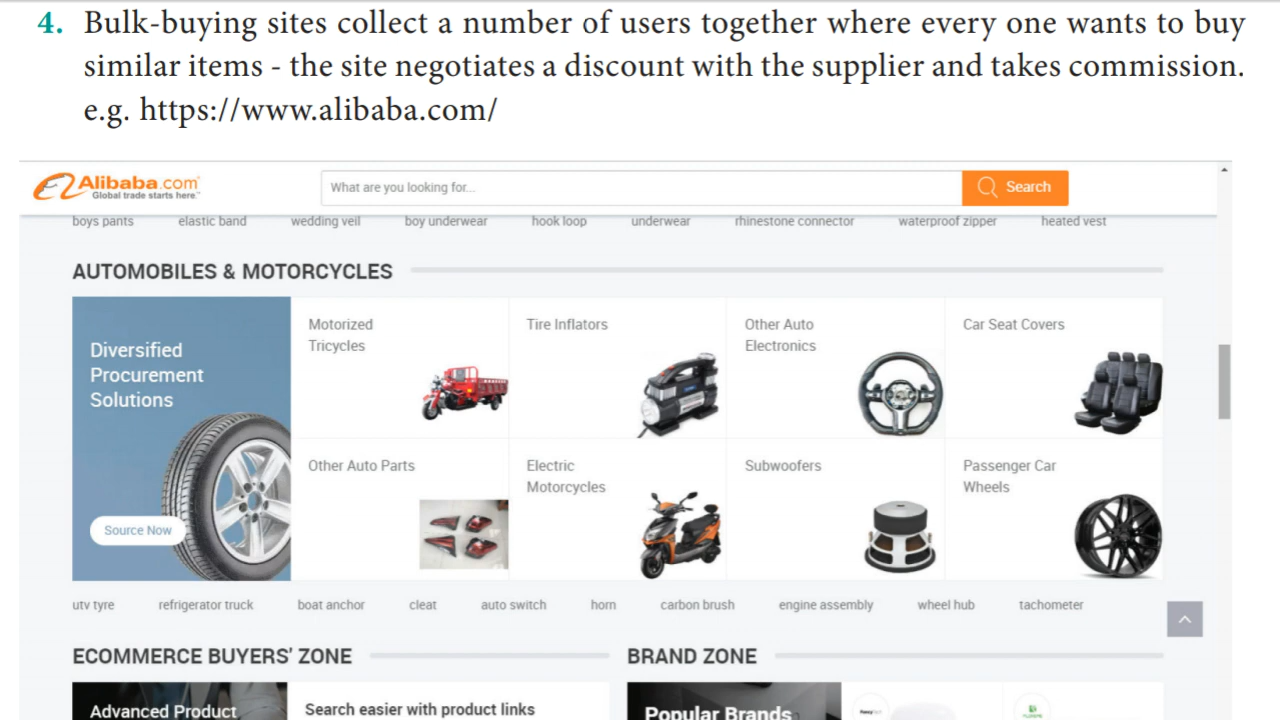 4. Bulk-buying sites collect a number of users together where every one wants to buy
similar items - the site negotiates a discount with the supplier and takes commission.
e.g. https://www.alibaba.com/
Alibaba.com
Global trade starts here.™
What are you looking for...
Search
boys pants elastic band wedding veil boy underwear hook loop underwear rhinestone connector waterproof zipper heated vest
AUTOMOBILES & MOTORCYCLES
Diversified
Procurement
Solutions
Source Now
Motorized
Tricycles
Tire Inflators
Other Auto
Electronics
Car Seat Covers
Other Auto Parts
Electric
Motorcycles
Subwoofers
Passenger Car
Wheels
utv tyre refrigerator truck boat anchor cleat auto switch horn carbon brush engine assembly wheel hub tachometer
ECOMMERCE BUYERS' ZONE
BRAND ZONE
Advanced Product
Search easier with product links
Popular Brands